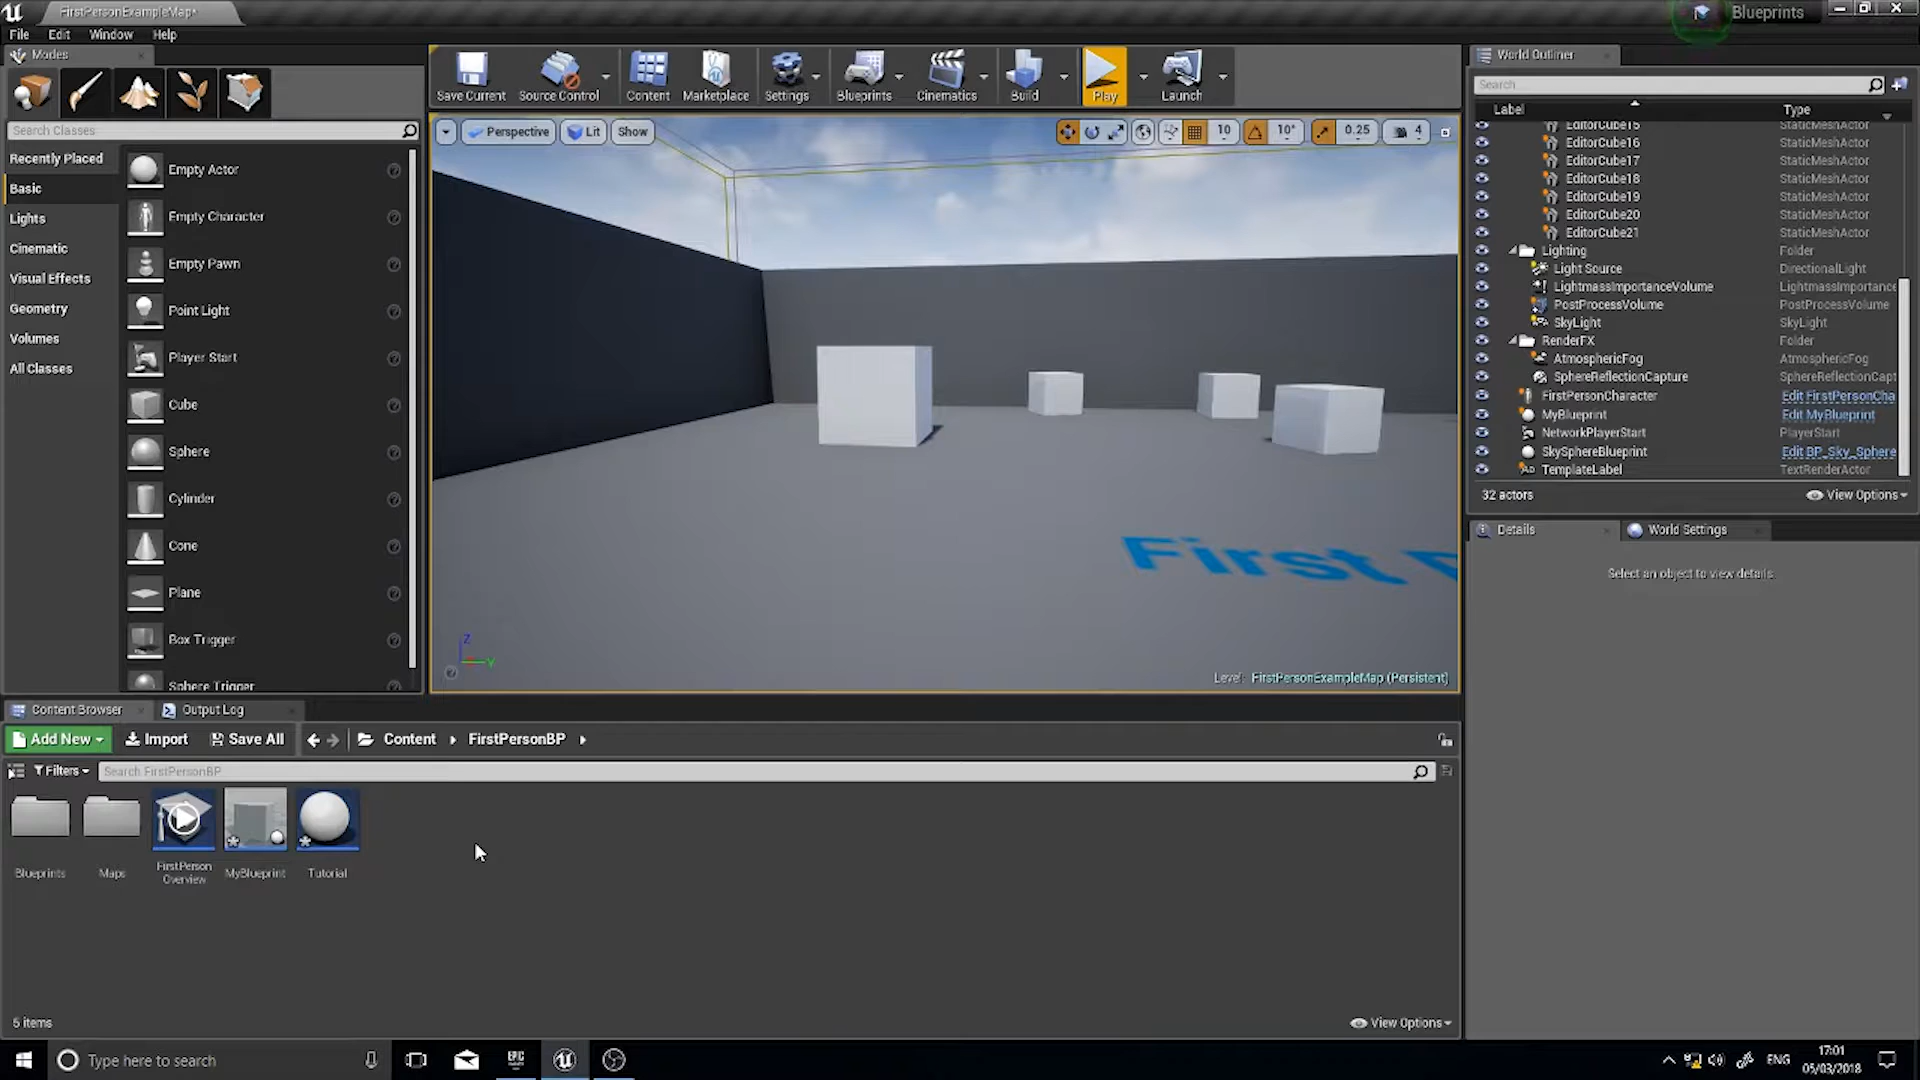 FirstPersonExampleMap*
Blueprints
File Edit Window Help
Modes
Save Current Source Control Content Marketplace Settings Blueprints Cinematics Build Play Launch
Search Classes
Recently Placed
Basic
Lights
Cinematic
Visual Effects
Geometry
Volumes
All Classes
Empty Actor
Empty Character
Empty Pawn
Point Light
Player Start
Cube
Sphere
Cylinder
Cone
Plane
Box Trigger
Sphere Trigger
Perspective Lit Show
10 10° 0.25 4
First
Z
Y
Level: FirstPersonExampleMap (Persistent)
World Outliner
Search
Label Type
EditorCube15 StaticMeshActor
EditorCube16 StaticMeshActor
EditorCube17 StaticMeshActor
EditorCube18 StaticMeshActor
EditorCube19 StaticMeshActor
EditorCube20 StaticMeshActor
EditorCube21 StaticMeshActor
Lighting Folder
Light Source DirectionalLight
LightmassImportanceVolume LightmassImportance
PostProcessVolume PostProcessVolume
SkyLight SkyLight
RenderFX Folder
AtmosphericFog AtmosphericFog
SphereReflectionCapture SphereReflectionCapt
FirstPersonCharacter Edit FirstPersonCha
MyBlueprint Edit MyBlueprint
NetworkPlayerStart PlayerStart
SkySphereBlueprint Edit BP_Sky_Sphere
TemplateLabel TextRenderActor
32 actors View Options
Details World Settings
Select an object to view details.
Content Browser Output Log
Add New Import Save All Content FirstPersonBP
Filters Search FirstPersonBP
Blueprints
Maps
FirstPerson
Overview
MyBlueprint
Tutorial
5 items View Options
Type here to search
EPIC
ENG
17:01
05/03/2018